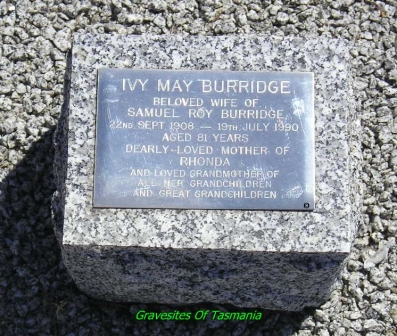 IVY MAY BURRIDGE
BELOVED WIFE OF
SAMUEL ROY BURRIDGE
22ND SEPT 1908 — 19TH JULY 1990
AGED 81 YEARS
DEARLY-LOVED MOTHER OF
RHONDA
AND LOVED GRANDMOTHER OF
ALL HER GRANDCHILDREN
AND GREAT GRANDCHILDREN
Gravesites Of Tasmania